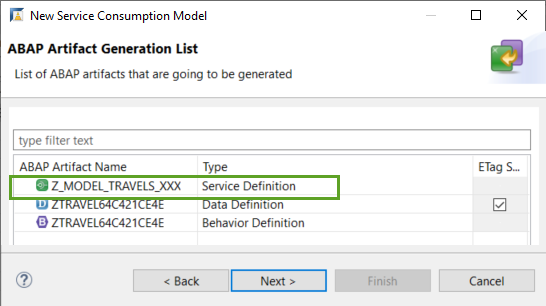 New Service Consumption Model
ABAP Artifact Generation List
List of ABAP artifacts that are going to be generated
type filter text
ABAP Artifact Name Type ETag S...
Z_MODEL_TRAVELS_XXX Service Definition
D ZTRAVEL64C421CE4E Data Definition
B ZTRAVEL64C421CE4E Behavior Definition
? < Back Next > Finish Cancel